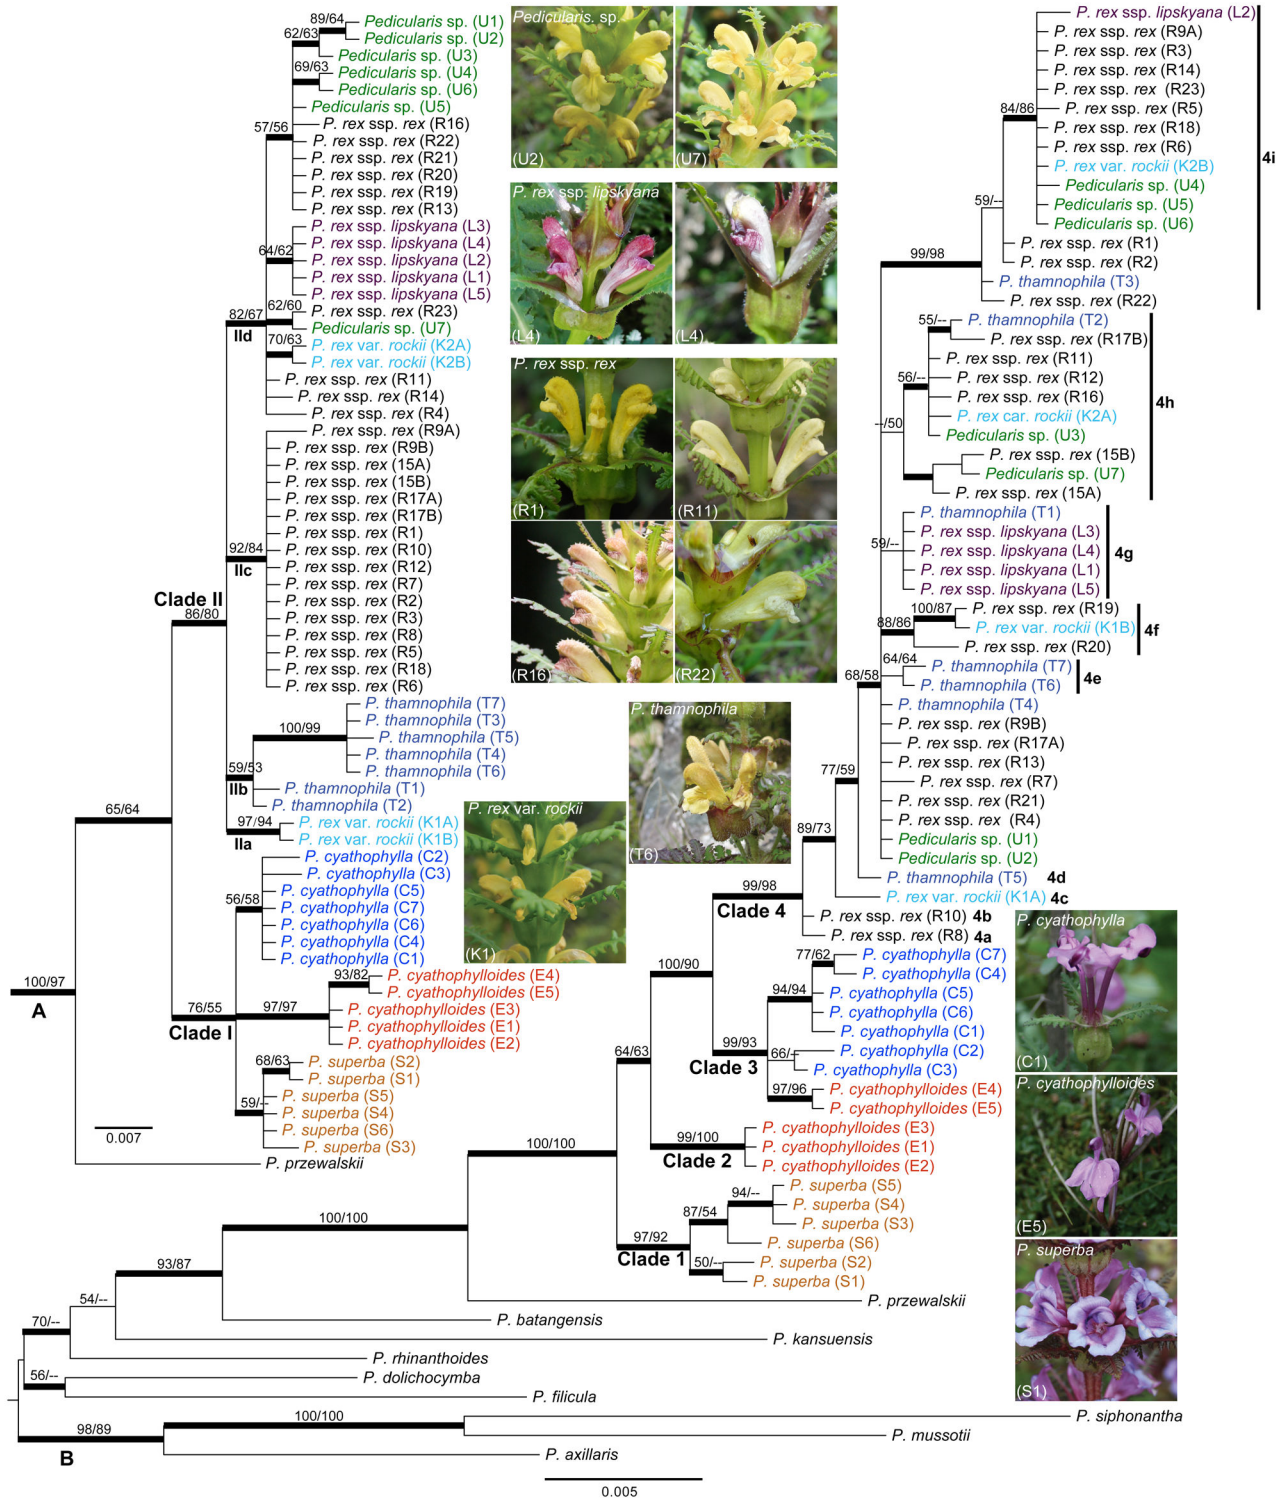 89/64
Pedicularis sp. (U1)
Pedicularis sp. (U2)
62/63
Pedicularis sp. (U3)
69/63
Pedicularis sp. (U4)
Pedicularis sp. (U6)
Pedicularis sp. (U5)
57/56
P. rex ssp. rex (R16)
P. rex ssp. rex (R22)
P. rex ssp. rex (R21)
P. rex ssp. rex (R20)
P. rex ssp. rex (R19)
P. rex ssp. rex (R13)
P. rex ssp. lipskyana (L3)
P. rex ssp. lipskyana (L4)
64/62
P. rex ssp. lipskyana (L2)
P. rex ssp. lipskyana (L1)
P. rex ssp. lipskyana (L5)
62/60
P. rex ssp. rex (R23)
82/67
IId
Pedicularis sp. (U7)
70/63
P. rex var. rockii (K2A)
P. rex var. rockii (K2B)
P. rex ssp. rex (R11)
P. rex ssp. rex (R14)
P. rex ssp. rex (R4)
P. rex ssp. rex (R9A)
P. rex ssp. rex (R9B)
P. rex ssp. rex (15A)
P. rex ssp. rex (15B)
P. rex ssp. rex (R17A)
P. rex ssp. rex (R17B)
P. rex ssp. rex (R1)
92/84
IIc
P. rex ssp. rex (R10)
P. rex ssp. rex (R12)
P. rex ssp. rex (R7)
P. rex ssp. rex (R2)
P. rex ssp. rex (R3)
P. rex ssp. rex (R8)
P. rex ssp. rex (R5)
P. rex ssp. rex (R18)
P. rex ssp. rex (R6)
Clade II
86/80
P. thamnophila (T7)
P. thamnophila (T3)
100/99
P. thamnophila (T5)
P. thamnophila (T4)
P. thamnophila (T6)
59/53
IIb
P. thamnophila (T1)
P. thamnophila (T2)
97/94
IIa
P. rex var. rockii (K1A)
P. rex var. rockii (K1B)
65/64
P. cyathophylla (C2)
P. cyathophylla (C3)
P. cyathophylla (C5)
56/58
P. cyathophylla (C7)
P. cyathophylla (C6)
P. cyathophylla (C4)
P. cyathophylla (C1)
93/82
P. cyathophylloides (E4)
P. cyathophylloides (E5)
97/97
P. cyathophylloides (E3)
P. cyathophylloides (E1)
P. cyathophylloides (E2)
76/55
Clade I
68/63
P. superba (S2)
P. superba (S1)
P. superba (S5)
59/--
P. superba (S4)
P. superba (S6)
P. superba (S3)
100/97
A
0.007
P. przewalskii
Pedicularis. sp.
(U2)
(U7)
P. rex ssp. lipskyana
(L4)
(L4)
P. rex ssp. rex
(R1)
(R11)
(R16)
(R22)
P. thamnophila
(T6)
P. rex var. rockii
(K1)
P. rex ssp. lipskyana (L2)
P. rex ssp. rex (R9A)
P. rex ssp. rex (R3)
P. rex ssp. rex (R14)
P. rex ssp. rex (R23)
84/86
P. rex ssp. rex (R5)
P. rex ssp. rex (R18)
P. rex ssp. rex (R6)
4i
P. rex var. rockii (K2B)
Pedicularis sp. (U4)
59/--
Pedicularis sp. (U5)
Pedicularis sp. (U6)
P. rex ssp. rex (R1)
P. rex ssp. rex (R2)
99/98
P. thamnophila (T3)
P. rex ssp. rex (R22)
55/--
P. thamnophila (T2)
P. rex ssp. rex (R17B)
P. rex ssp. rex (R11)
56/--
P. rex ssp. rex (R12)
P. rex ssp. rex (R16)
4h
P. rex car. rockii (K2A)
--/50
Pedicularis sp. (U3)
P. rex ssp. rex (15B)
Pedicularis sp. (U7)
P. rex ssp. rex (15A)
P. thamnophila (T1)
P. rex ssp. lipskyana (L3)
59/--
P. rex ssp. lipskyana (L4)
4g
P. rex ssp. lipskyana (L1)
P. rex ssp. lipskyana (L5)
100/87
P. rex ssp. rex (R19)
88/86
P. rex var. rockii (K1B)
4f
P. rex ssp. rex (R20)
64/64
P. thamnophila (T7)
4e
P. thamnophila (T6)
68/58
P. thamnophila (T4)
P. rex ssp. rex (R9B)
P. rex ssp. rex (R17A)
P. rex ssp. rex (R13)
77/59
P. rex ssp. rex (R7)
P. rex ssp. rex (R21)
P. rex ssp. rex (R4)
89/73
Pedicularis sp. (U1)
Pedicularis sp. (U2)
P. thamnophila (T5) 4d
P. rex var. rockii (K1A) 4c
99/98
Clade 4
P. rex ssp. rex (R10) 4b
P. rex ssp. rex (R8) 4a
77/62
P. cyathophylla (C7)
P. cyathophylla (C4)
100/90
94/94
P. cyathophylla (C5)
P. cyathophylla (C6)
P. cyathophylla (C1)
99/93
Clade 3
66/--
P. cyathophylla (C2)
P. cyathophylla (C3)
97/96
P. cyathophylloides (E4)
P. cyathophylloides (E5)
64/63
P. cyathophylloides (E3)
99/100
Clade 2
P. cyathophylloides (E1)
P. cyathophylloides (E2)
100/100
94/--
P. superba (S5)
P. superba (S4)
87/54
P. superba (S3)
97/92
Clade 1
P. superba (S6)
50/--
P. superba (S2)
P. superba (S1)
100/100
P. przewalskii
93/87
P. batangensis
54/--
P. kansuensis
70/--
P. rhinanthoides
56/--
P. dolichocymba
P. filicula
100/100
P. siphonantha
98/89
P. mussotii
B
P. axillaris
0.005
P. cyathophylla
(C1)
P. cyathophylloides
(E5)
P. superba
(S1)